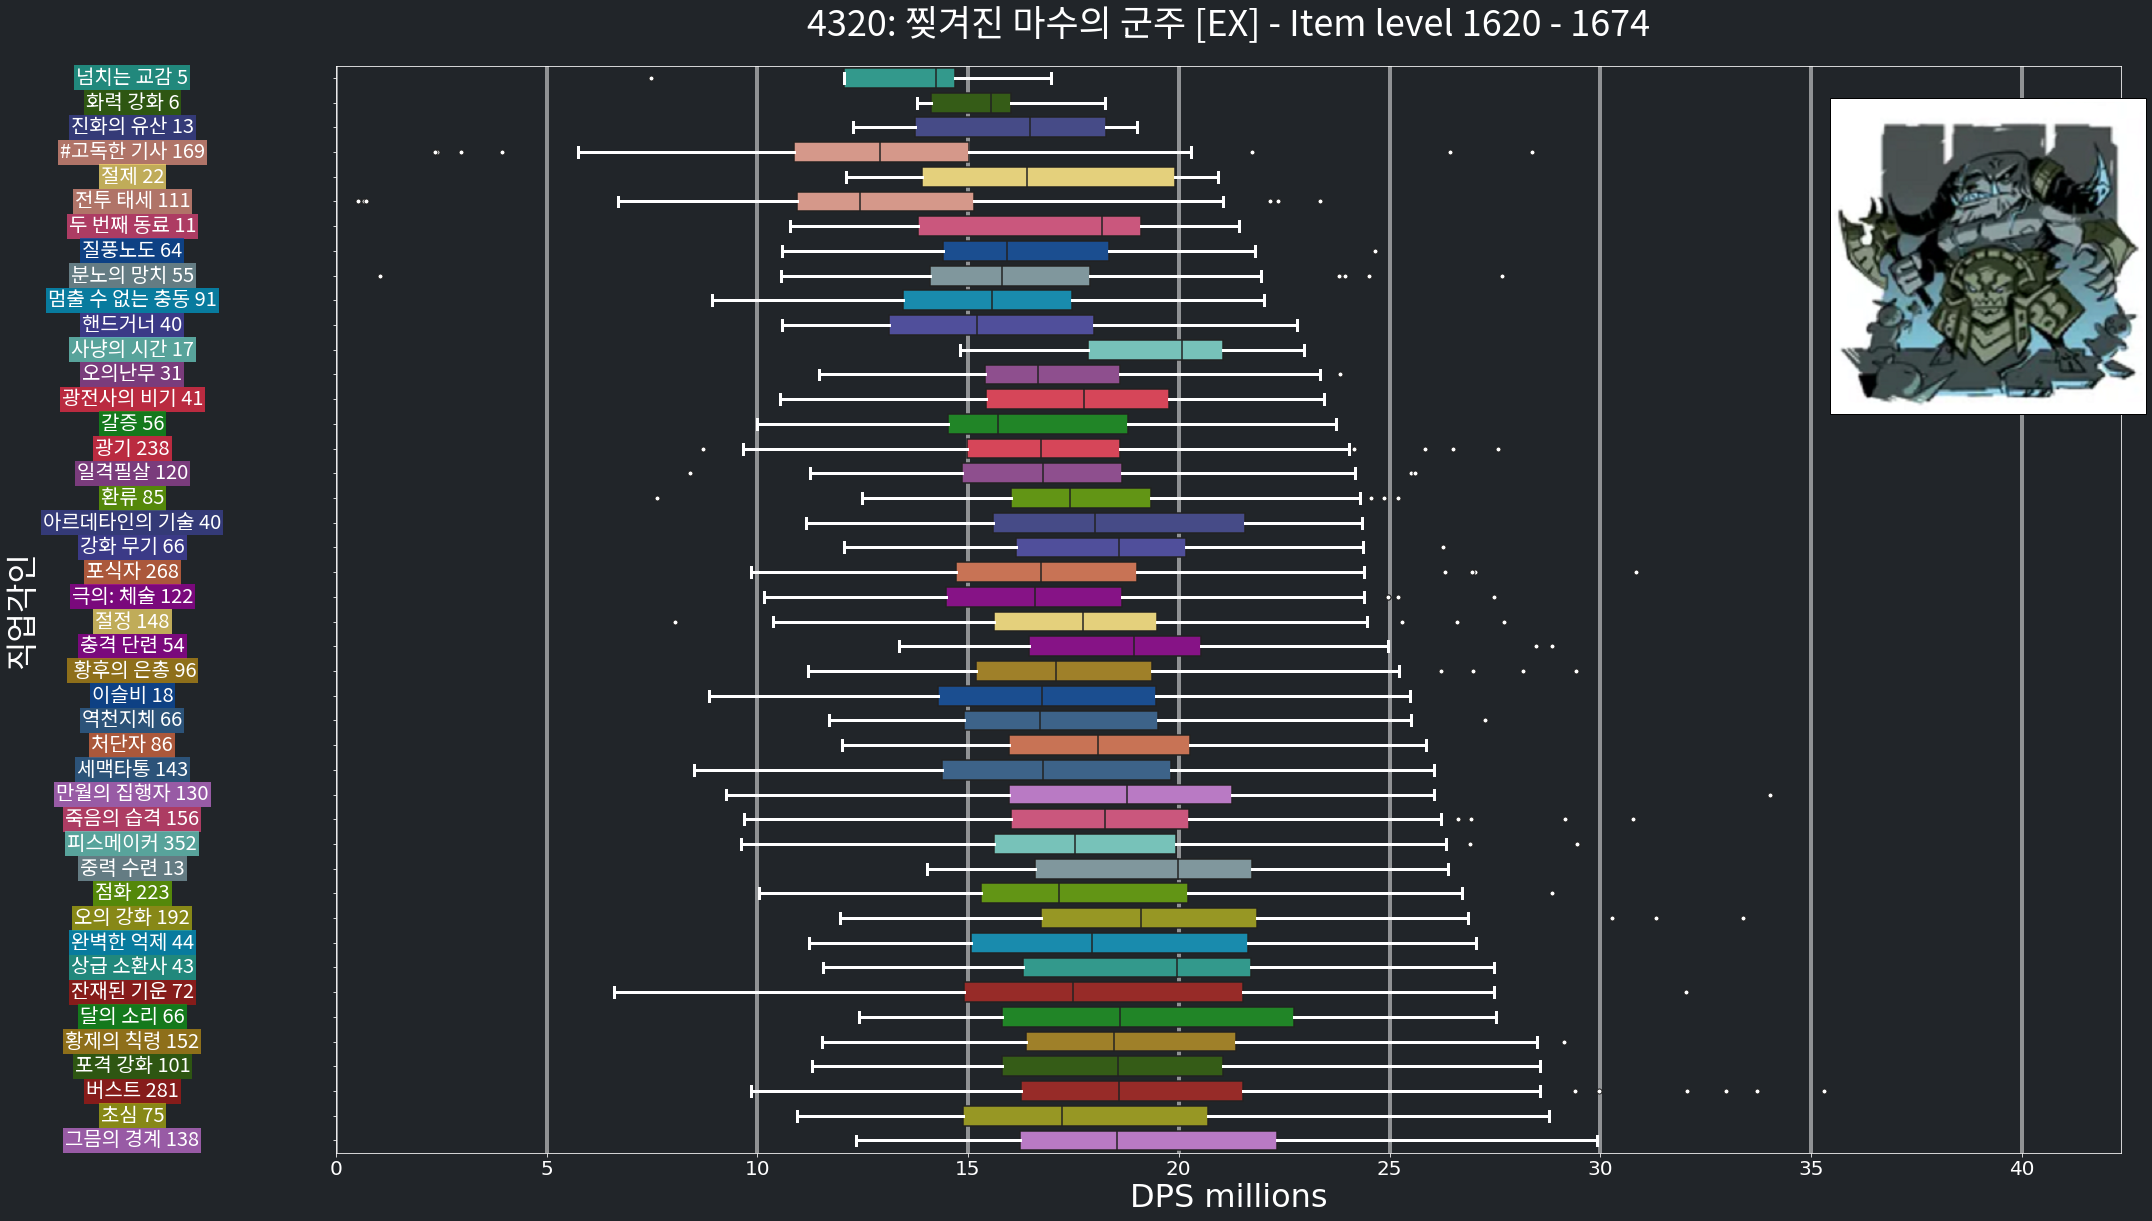 4320: 찢겨진 마수의 군주 [EX] - Item level 1620 - 1674
넘치는 교감 5
화력 강화 6
진화의 유산 13
#고독한 기사 169
절제 22
전투 태세 111
두 번째 동료 11
질풍노도 64
분노의 망치 55
멈출 수 없는 충동 91
핸드거너 40
사냥의 시간 17
오의난무 31
광전사의 비기 41
갈증 56
광기 238
일격필살 120
환류 85
아르데타인의 기술 40
강화 무기 66
포식자 268
극의: 체술 122
절정 148
충격 단련 54
황후의 은총 96
이슬비 18
역천지체 66
처단자 86
세맥타통 143
만월의 집행자 130
죽음의 습격 156
피스메이커 352
중력 수련 13
점화 223
오의 강화 192
완벽한 억제 44
상급 소환사 43
잔재된 기운 72
달의 소리 66
황제의 칙령 152
포격 강화 101
버스트 281
초심 75
그믐의 경계 138
직업각인
0 5 10 15 20 25 30 35 40
DPS millions